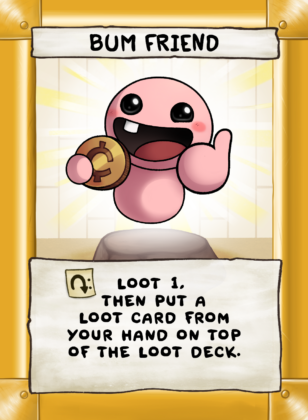 BUM FRIEND
LOOT 1,
THEN PUT A
LOOT CARD FROM
YOUR HAND ON TOP
OF THE LOOT DECK.